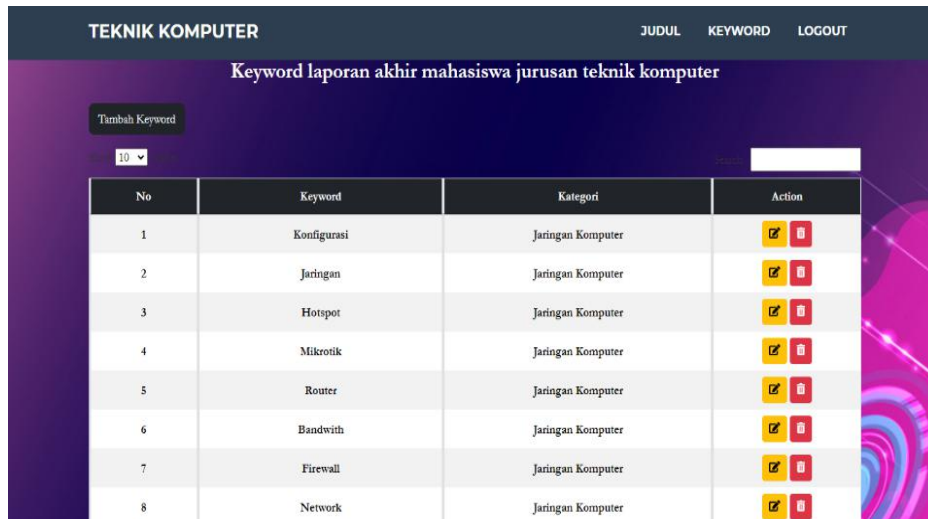 TEKNIK KOMPUTER JUDUL KEYWORD LOGOUT
Keyword laporan akhir mahasiswa jurusan teknik komputer
Tambah Keyword
10
No Keyword Kategori Action
1 Konfigurasi Jaringan Komputer
2 Jaringan Jaringan Komputer
3 Hotspot Jaringan Komputer
4 Mikrotik Jaringan Komputer
5 Router Jaringan Komputer
6 Bandwith Jaringan Komputer
7 Firewall Jaringan Komputer
8 Network Jaringan Komputer